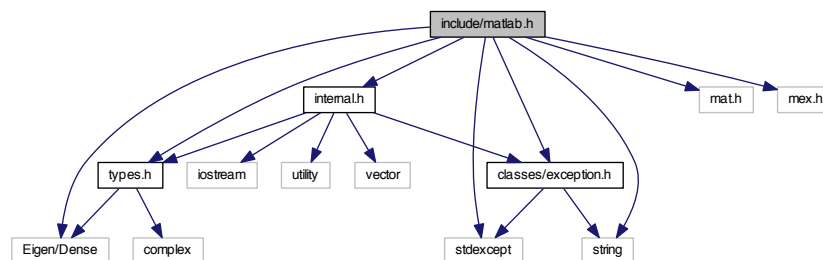 include/matlab.h
internal.h
mat.h
mex.h
types.h
iostream
utility
vector
classes/exception.h
Eigen/Dense
complex
stdexcept
string